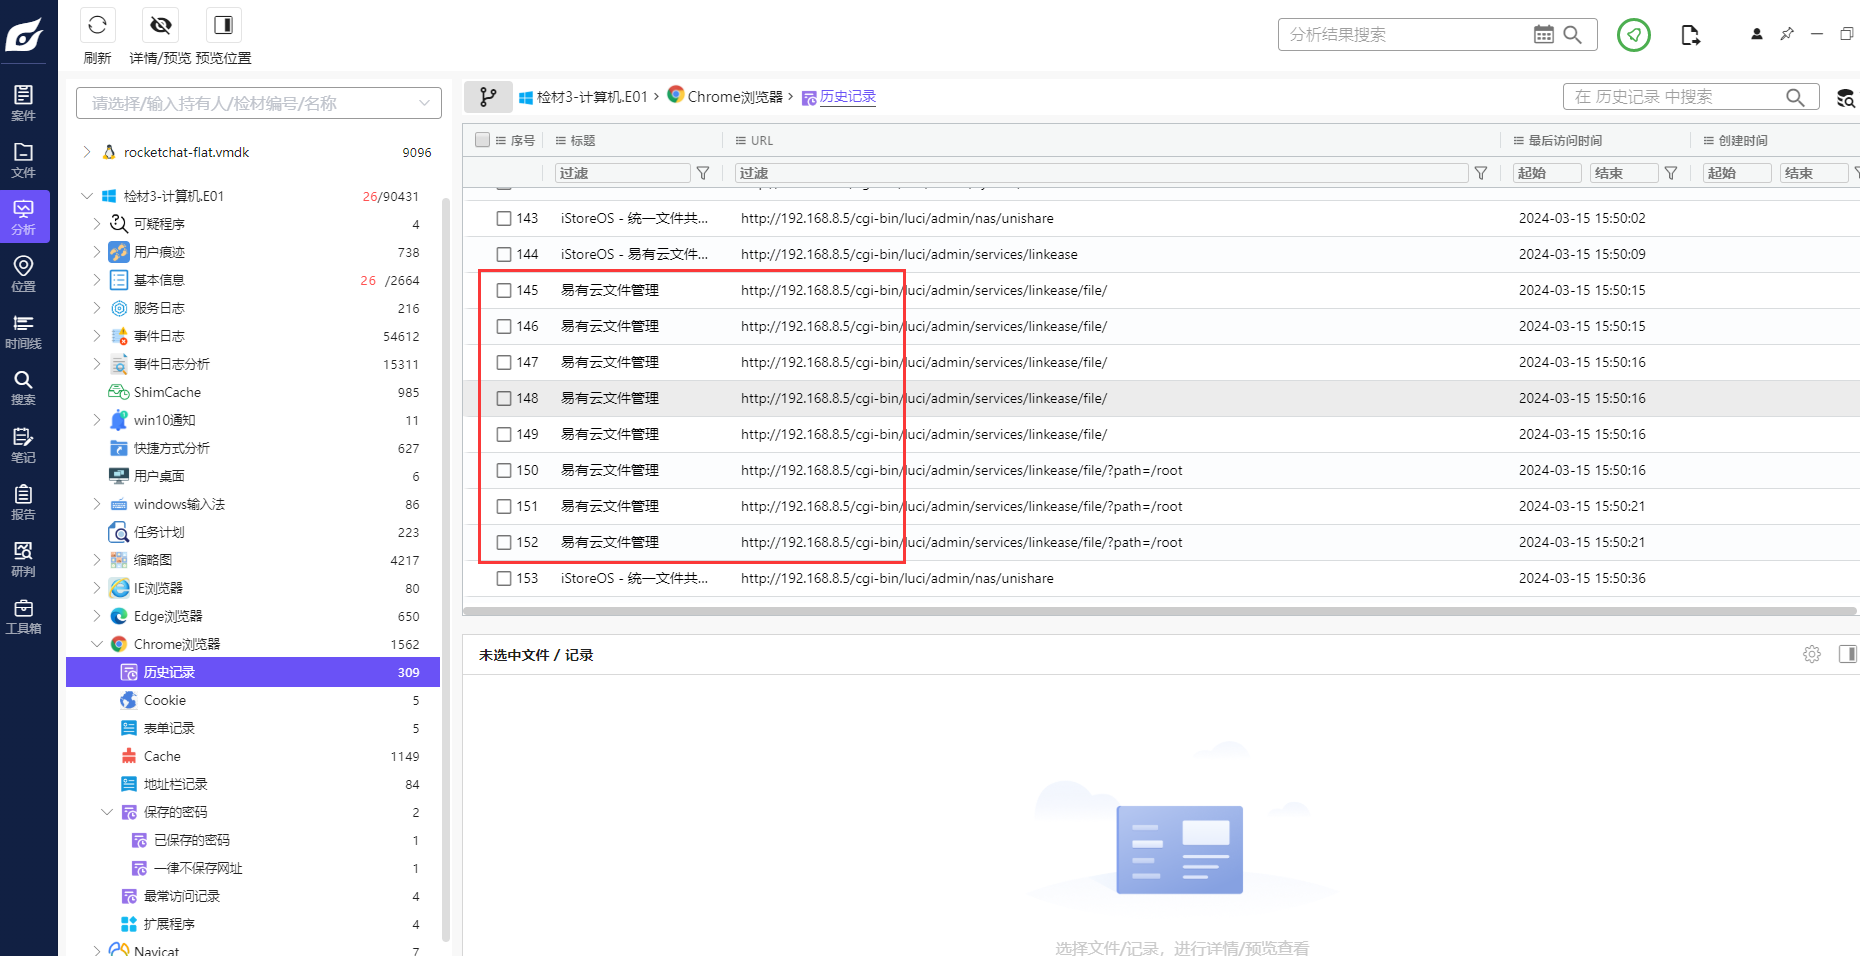 刷新
详情/预览
预览位置
分析结果搜索
案件
文件
分析
位置
时间线
搜索
笔记
报告
研判
工具箱
请选择/输入持有人/检材编号/名称
rocketchat-flat.vmdk 9096
检材3-计算机.E01 26/90431
可疑程序 4
用户痕迹 738
基本信息 26 /2664
服务日志 216
事件日志 54612
事件日志分析 15311
ShimCache 985
win10通知 11
快捷方式分析 627
用户桌面 6
windows输入法 86
任务计划 223
缩略图 4217
IE浏览器 80
Edge浏览器 650
Chrome浏览器 1562
历史记录 309
Cookie 5
表单记录 5
Cache 1149
地址栏记录 84
保存的密码 2
已保存的密码 1
一律不保存网址 1
最常访问记录 4
扩展程序 4
Navicat 7
检材3-计算机.E01 › Chrome浏览器 › 历史记录
在 历史记录 中搜索
序号 标题 URL 最后访问时间 创建时间
过滤 过滤 起始 结束 起始 结束
143 iStoreOS - 统一文件共... http://192.168.8.5/cgi-bin/luci/admin/nas/unishare 2024-03-15 15:50:02
144 iStoreOS - 易有云文件... http://192.168.8.5/cgi-bin/luci/admin/services/linkease 2024-03-15 15:50:09
145 易有云文件管理 http://192.168.8.5/cgi-bin/luci/admin/services/linkease/file/ 2024-03-15 15:50:15
146 易有云文件管理 http://192.168.8.5/cgi-bin/luci/admin/services/linkease/file/ 2024-03-15 15:50:15
147 易有云文件管理 http://192.168.8.5/cgi-bin/luci/admin/services/linkease/file/ 2024-03-15 15:50:16
148 易有云文件管理 http://192.168.8.5/cgi-bin/luci/admin/services/linkease/file/ 2024-03-15 15:50:16
149 易有云文件管理 http://192.168.8.5/cgi-bin/luci/admin/services/linkease/file/ 2024-03-15 15:50:16
150 易有云文件管理 http://192.168.8.5/cgi-bin/luci/admin/services/linkease/file/?path=/root 2024-03-15 15:50:16
151 易有云文件管理 http://192.168.8.5/cgi-bin/luci/admin/services/linkease/file/?path=/root 2024-03-15 15:50:21
152 易有云文件管理 http://192.168.8.5/cgi-bin/luci/admin/services/linkease/file/?path=/root 2024-03-15 15:50:21
153 iStoreOS - 统一文件共... http://192.168.8.5/cgi-bin/luci/admin/nas/unishare 2024-03-15 15:50:36
未选中文件 / 记录
选择文件/记录，进行详情/预览查看